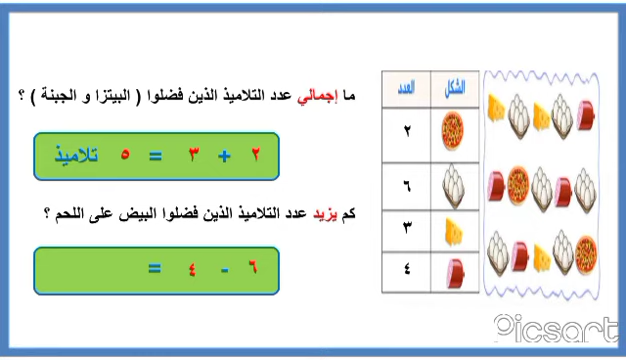 ما إجمالي عدد التلاميذ الذين فضلوا ( البيتزا و الجبنة ) ؟
٢ + ٣ = ٥ تلاميذ
كم يزيد عدد التلاميذ الذين فضلوا البيض على اللحم ؟
٦ - ٤ =
الشكل العدد
٢
٦
٣
٤
Picsart